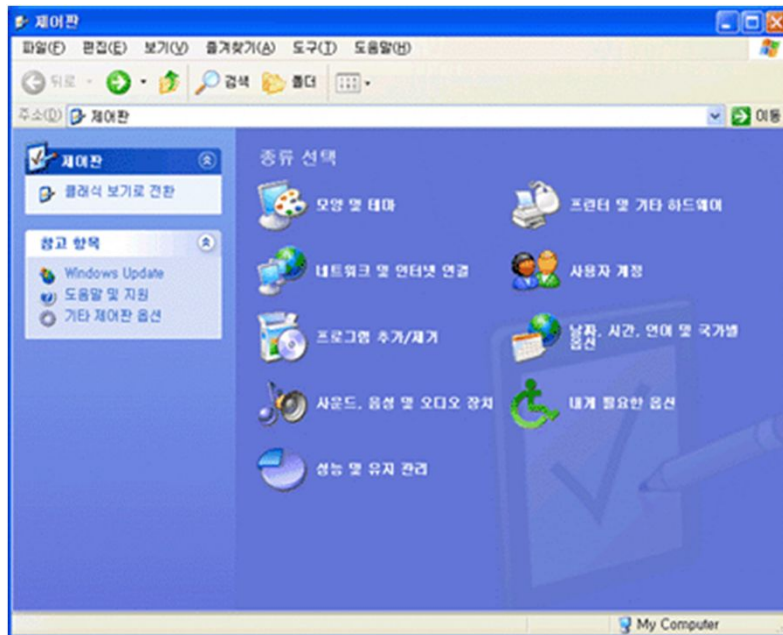 제어판
파일(F) 편집(E) 보기(V) 즐겨찾기(A) 도구(T) 도움말(H)
뒤로 검색 폴더
주소(D) 제어판 이동
제어판
클래식 보기로 전환
참고 항목
Windows Update
도움말 및 지원
기타 제어판 옵션
종류 선택
모양 및 테마
프린터 및 기타 하드웨어
네트워크 및 인터넷 연결
사용자 계정
프로그램 추가/제거
날짜, 시간, 언어 및 국가별
옵션
사운드, 음성 및 오디오 장치
내게 필요한 옵션
성능 및 유지 관리
My Computer